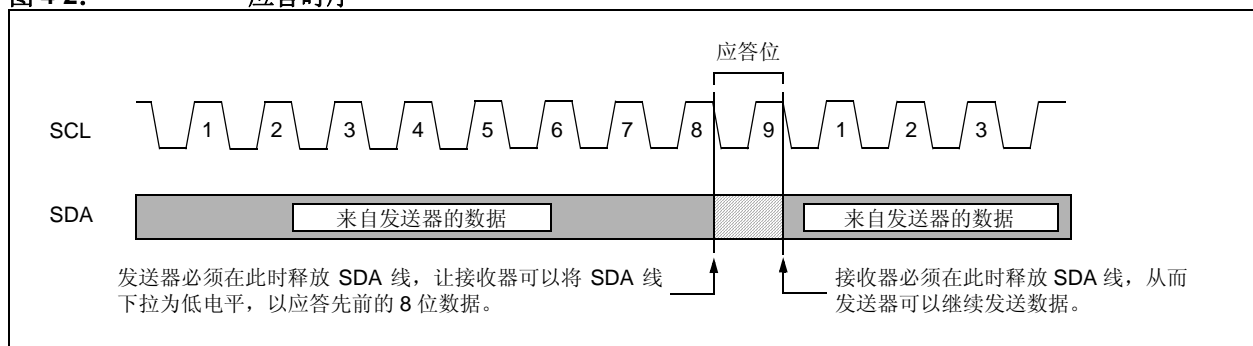 图 4-2： 应答时序
应答位
SCL 1 2 3 4 5 6 7 8 9 1 2 3
SDA 来自发送器的数据 来自发送器的数据
发送器必须在此时释放 SDA 线，让接收器可以将 SDA 线
下拉为低电平，以应答先前的 8 位数据。
接收器必须在此时释放 SDA 线，从而
发送器可以继续发送数据。